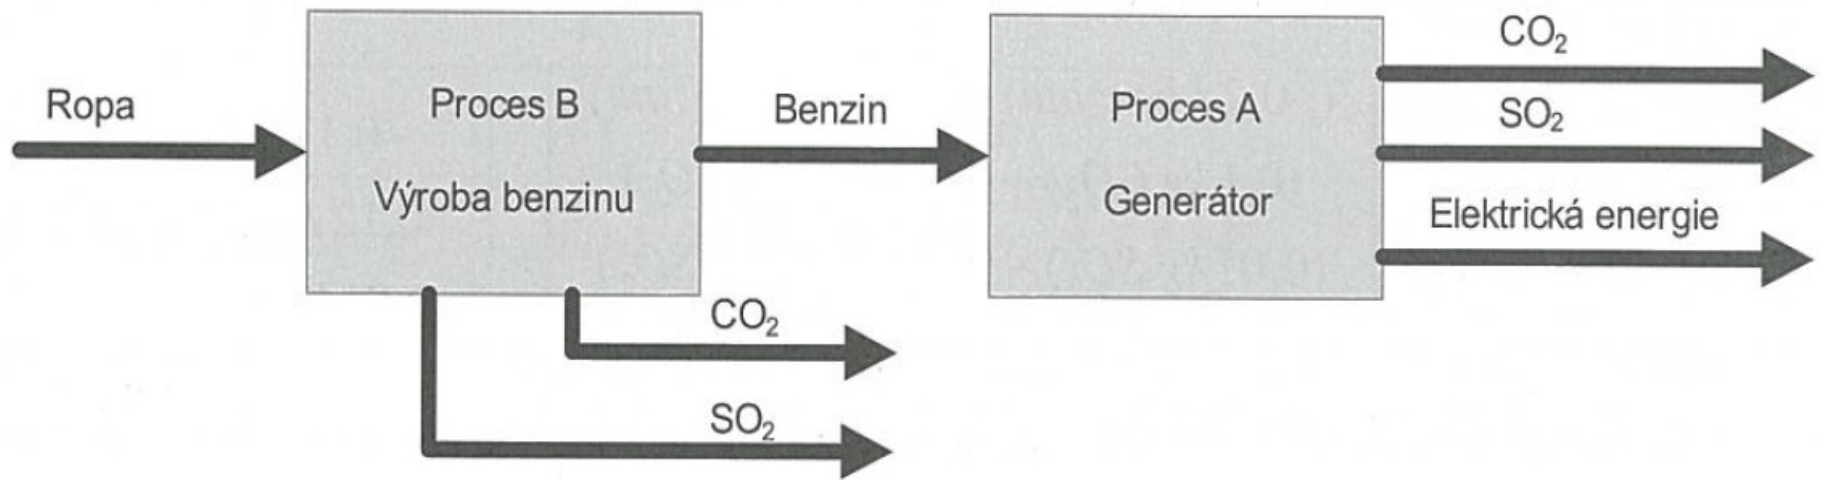 Ropa
Proces B
Výroba benzinu
Benzin
Proces A
Generátor
CO₂
SO₂
Elektrická energie
CO₂
SO₂